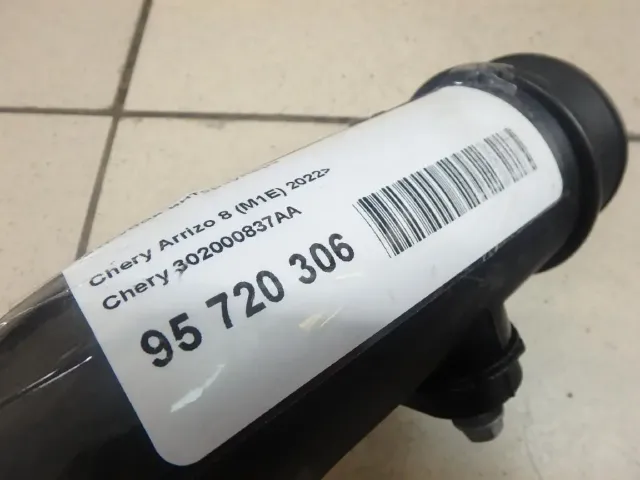 Chery Arrizo 8 (M1E) 2022>
Chery 302000837AA
95 720 306